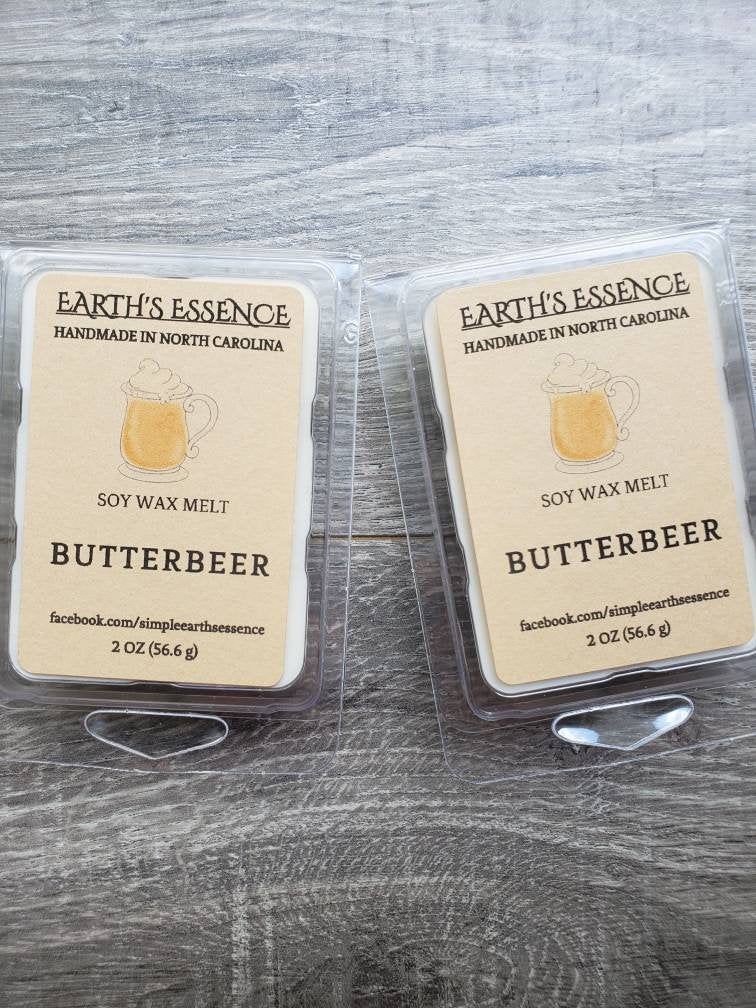 EARTH'S ESSENCE
HANDMADE IN NORTH CAROLINA
SOY WAX MELT
BUTTERBEER
facebook.com/simpleearthsessence
2 OZ (56.6 g)
EARTH'S ESSENCE
HANDMADE IN NORTH CAROLINA
SOY WAX MELT
BUTTERBEER
facebook.com/simpleearthsessence
2 OZ (56.6 g)